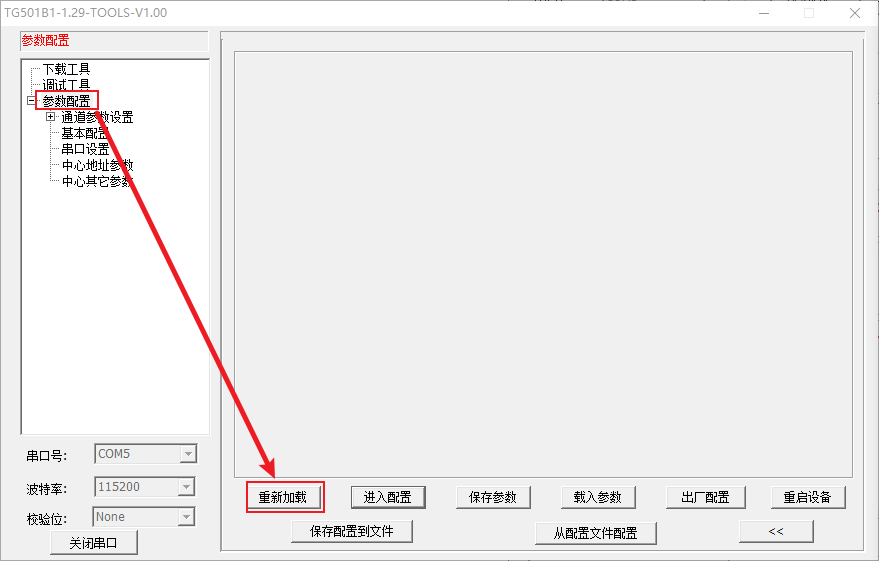 TG501B1-1.29-TOOLS-V1.00
参数配置
下载工具
调试工具
参数配置
通道参数设置
基本配置
串口设置
中心地址参数
中心其它参数
串口号: COM5
波特率: 115200
校验位: None
关闭串口
重新加载 进入配置 保存参数 载入参数 出厂配置 重启设备
保存配置到文件 从配置文件配置 <<